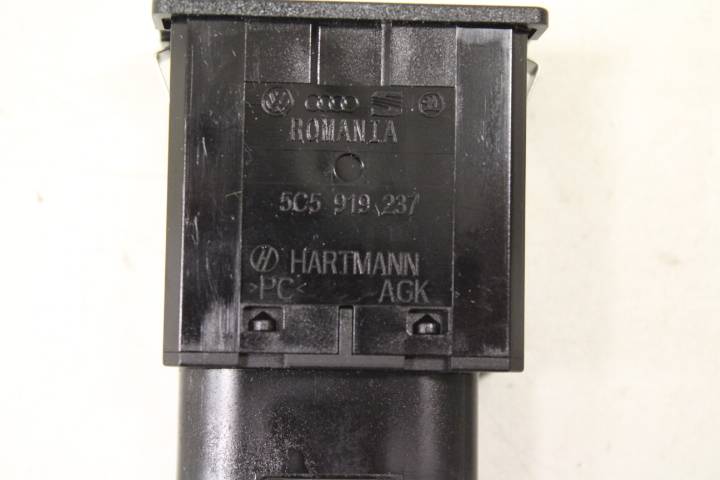 ROMANIA
5C5 919 237
HARTMANN
>PC< AGK